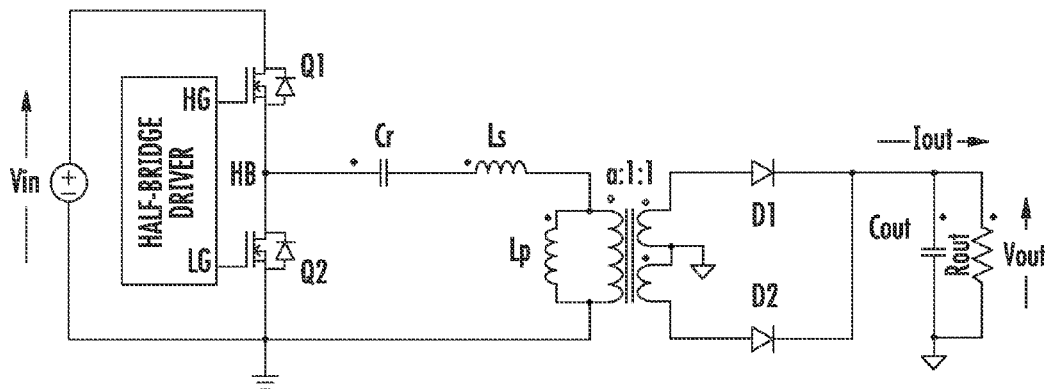 Vin
+
−
HALF-BRIDGE
DRIVER
HG
LG
HB
Q1
Q2
Cr
Ls
Lp
a:1:1
D1
D2
Iout
Cout
Rout
Vout